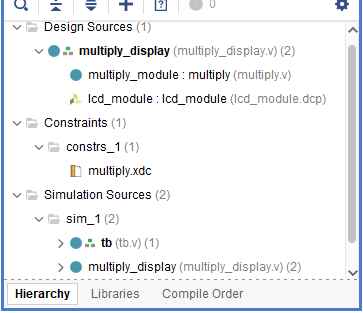 0
Design Sources (1)
multiply_display (multiply_display.v) (2)
multiply_module : multiply (multiply.v)
lcd_module : lcd_module (lcd_module.dcp)
Constraints (1)
constrs_1 (1)
multiply.xdc
Simulation Sources (2)
sim_1 (2)
tb (tb.v) (1)
multiply_display (multiply_display.v) (2)
Hierarchy Libraries Compile Order